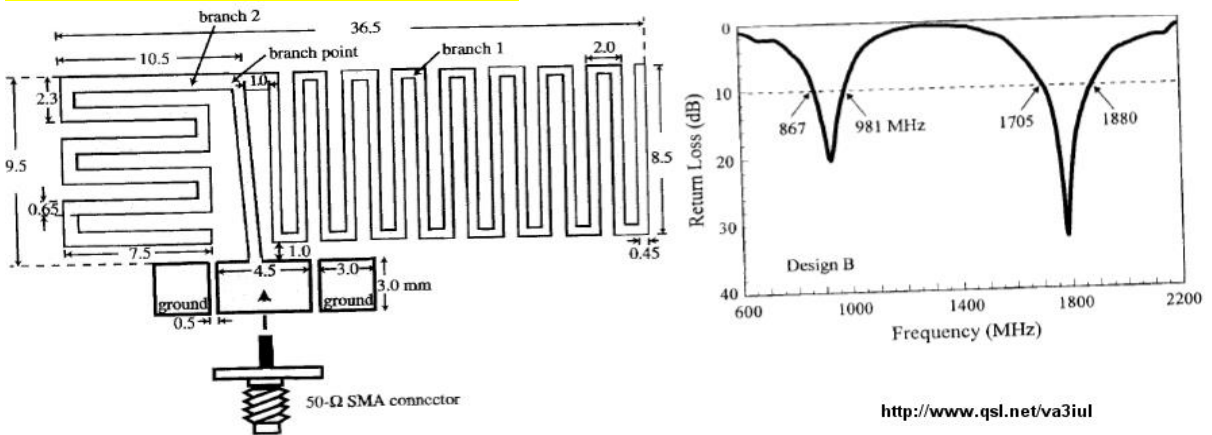 branch 2
36.5
10.5
branch point
branch 1
2.0
1.0
2.3
9.5
8.5
0.65
7.5
1.0
0.45
4.5
3.0
3.0 mm
ground
ground
0.5
50-Ω SMA connector
0
10
20
30
40
Return Loss (dB)
867
981 MHz
1705
1880
Design B
600
1000
1400
1800
2200
Frequency (MHz)
http://www.qsl.net/va3iul